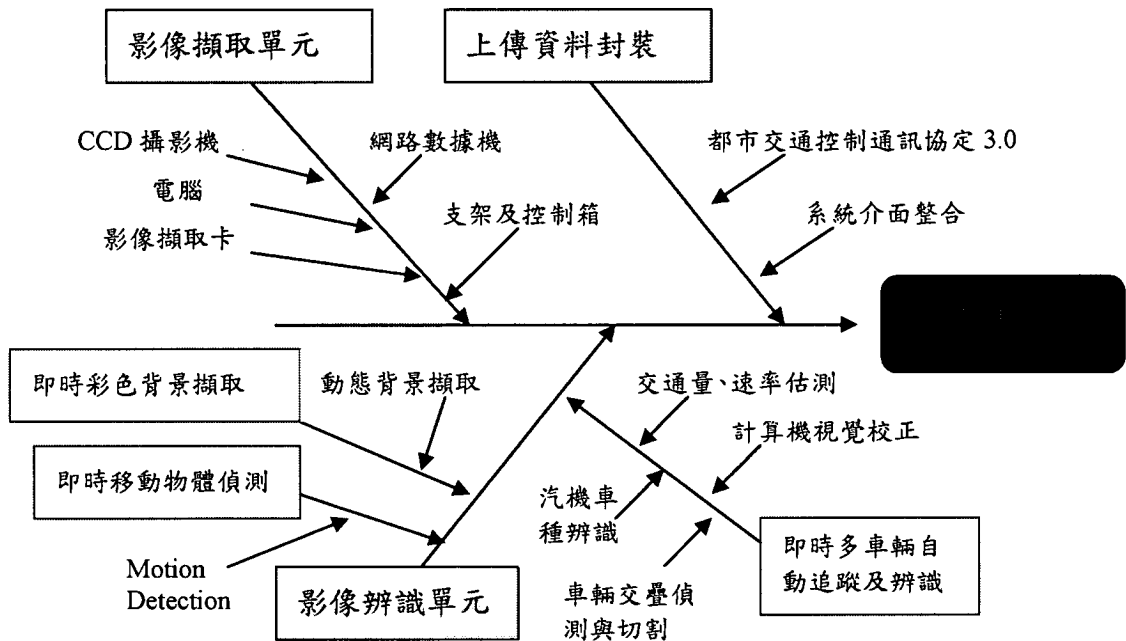 影像擷取單元
上傳資料封裝
CCD 攝影機
網路數據機
都市交通控制通訊協定 3.0
電腦
支架及控制箱
系統介面整合
影像擷取卡
即時彩色背景擷取
動態背景擷取
交通量、速率估測
計算機視覺校正
即時移動物體偵測
汽機車
種辨識
Motion
Detection
影像辨識單元
車輛交疊偵
測與切割
即時多車輛自
動追蹤及辨識